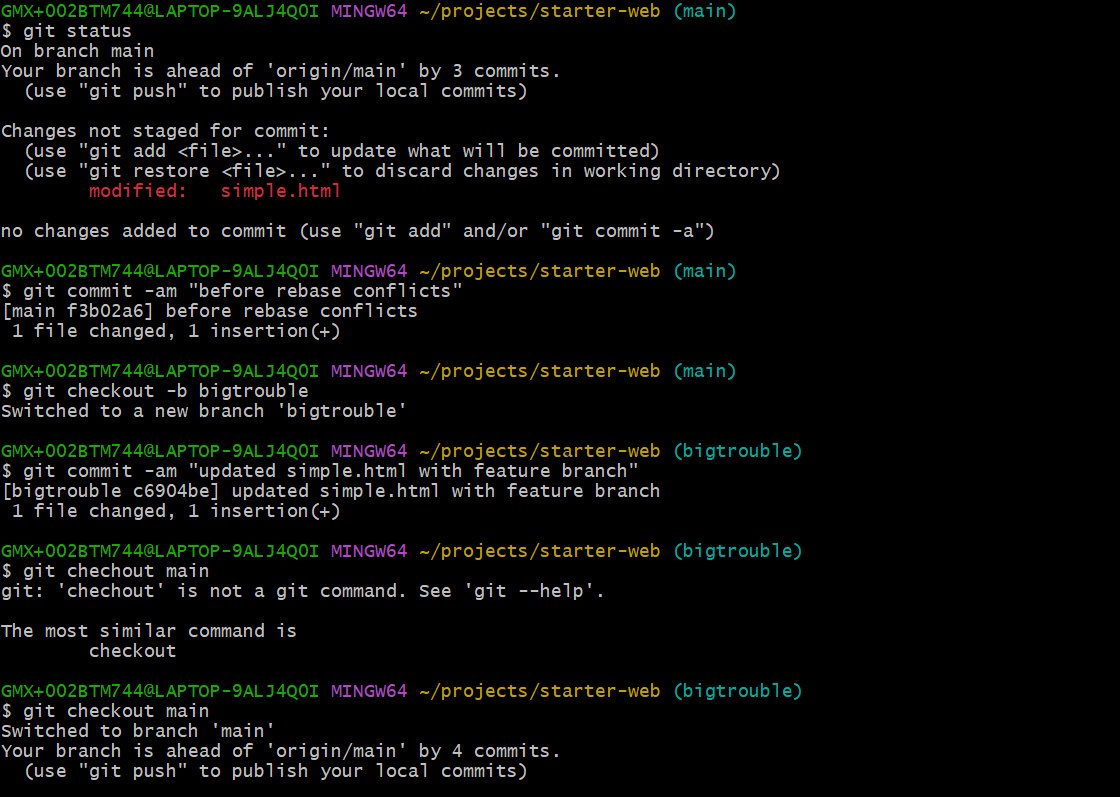 GMX+002BTM744@LAPTOP-9ALJ4Q0I MINGW64 ~/projects/starter-web (main)
$ git status
On branch main
Your branch is ahead of 'origin/main' by 3 commits.
  (use "git push" to publish your local commits)

Changes not staged for commit:
  (use "git add <file>..." to update what will be committed)
  (use "git restore <file>..." to discard changes in working directory)
        modified:   simple.html

no changes added to commit (use "git add" and/or "git commit -a")

GMX+002BTM744@LAPTOP-9ALJ4Q0I MINGW64 ~/projects/starter-web (main)
$ git commit -am "before rebase conflicts"
[main f3b02a6] before rebase conflicts
 1 file changed, 1 insertion(+)

GMX+002BTM744@LAPTOP-9ALJ4Q0I MINGW64 ~/projects/starter-web (main)
$ git checkout -b bigtrouble
Switched to a new branch 'bigtrouble'

GMX+002BTM744@LAPTOP-9ALJ4Q0I MINGW64 ~/projects/starter-web (bigtrouble)
$ git commit -am "updated simple.html with feature branch"
[bigtrouble c6904be] updated simple.html with feature branch
 1 file changed, 1 insertion(+)

GMX+002BTM744@LAPTOP-9ALJ4Q0I MINGW64 ~/projects/starter-web (bigtrouble)
$ git chechout main
git: 'chechout' is not a git command. See 'git --help'.

The most similar command is
        checkout

GMX+002BTM744@LAPTOP-9ALJ4Q0I MINGW64 ~/projects/starter-web (bigtrouble)
$ git checkout main
Switched to branch 'main'
Your branch is ahead of 'origin/main' by 4 commits.
  (use "git push" to publish your local commits)